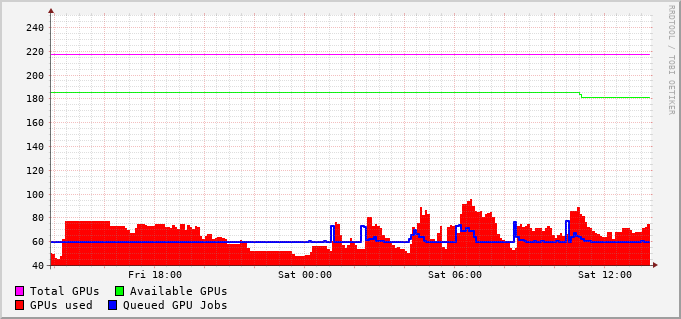 RRDTOOL / TOBI OETIKER
240
220
200
180
160
140
120
100
80
60
40
Fri 18:00 Sat 00:00 Sat 06:00 Sat 12:00
Total GPUs Available GPUs
GPUs used Queued GPU Jobs